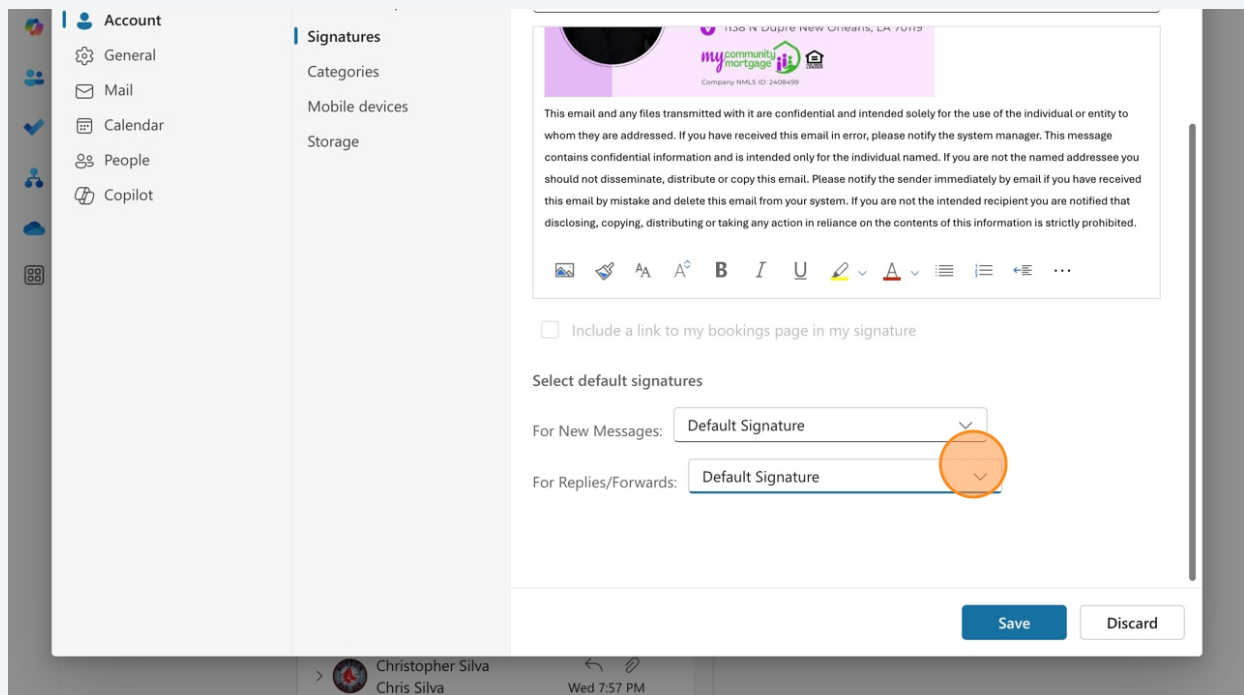 Account
General
Mail
Calendar
People
Copilot
Signatures
Categories
Mobile devices
Storage
1138 N Dupre New Orleans, LA 70119
my community mortgage
Company NMLS ID: 2408499
This email and any files transmitted with it are confidential and intended solely for the use of the individual or entity to
whom they are addressed. If you have received this email in error, please notify the system manager. This message
contains confidential information and is intended only for the individual named. If you are not the named addressee you
should not disseminate, distribute or copy this email. Please notify the sender immediately by email if you have received
this email by mistake and delete this email from your system. If you are not the intended recipient you are notified that
disclosing, copying, distributing or taking any action in reliance on the contents of this information is strictly prohibited.
AA A B I U A ...
Include a link to my bookings page in my signature
Select default signatures
For New Messages: Default Signature
For Replies/Forwards: Default Signature
Save Discard
Christopher Silva
Chris Silva Wed 7:57 PM